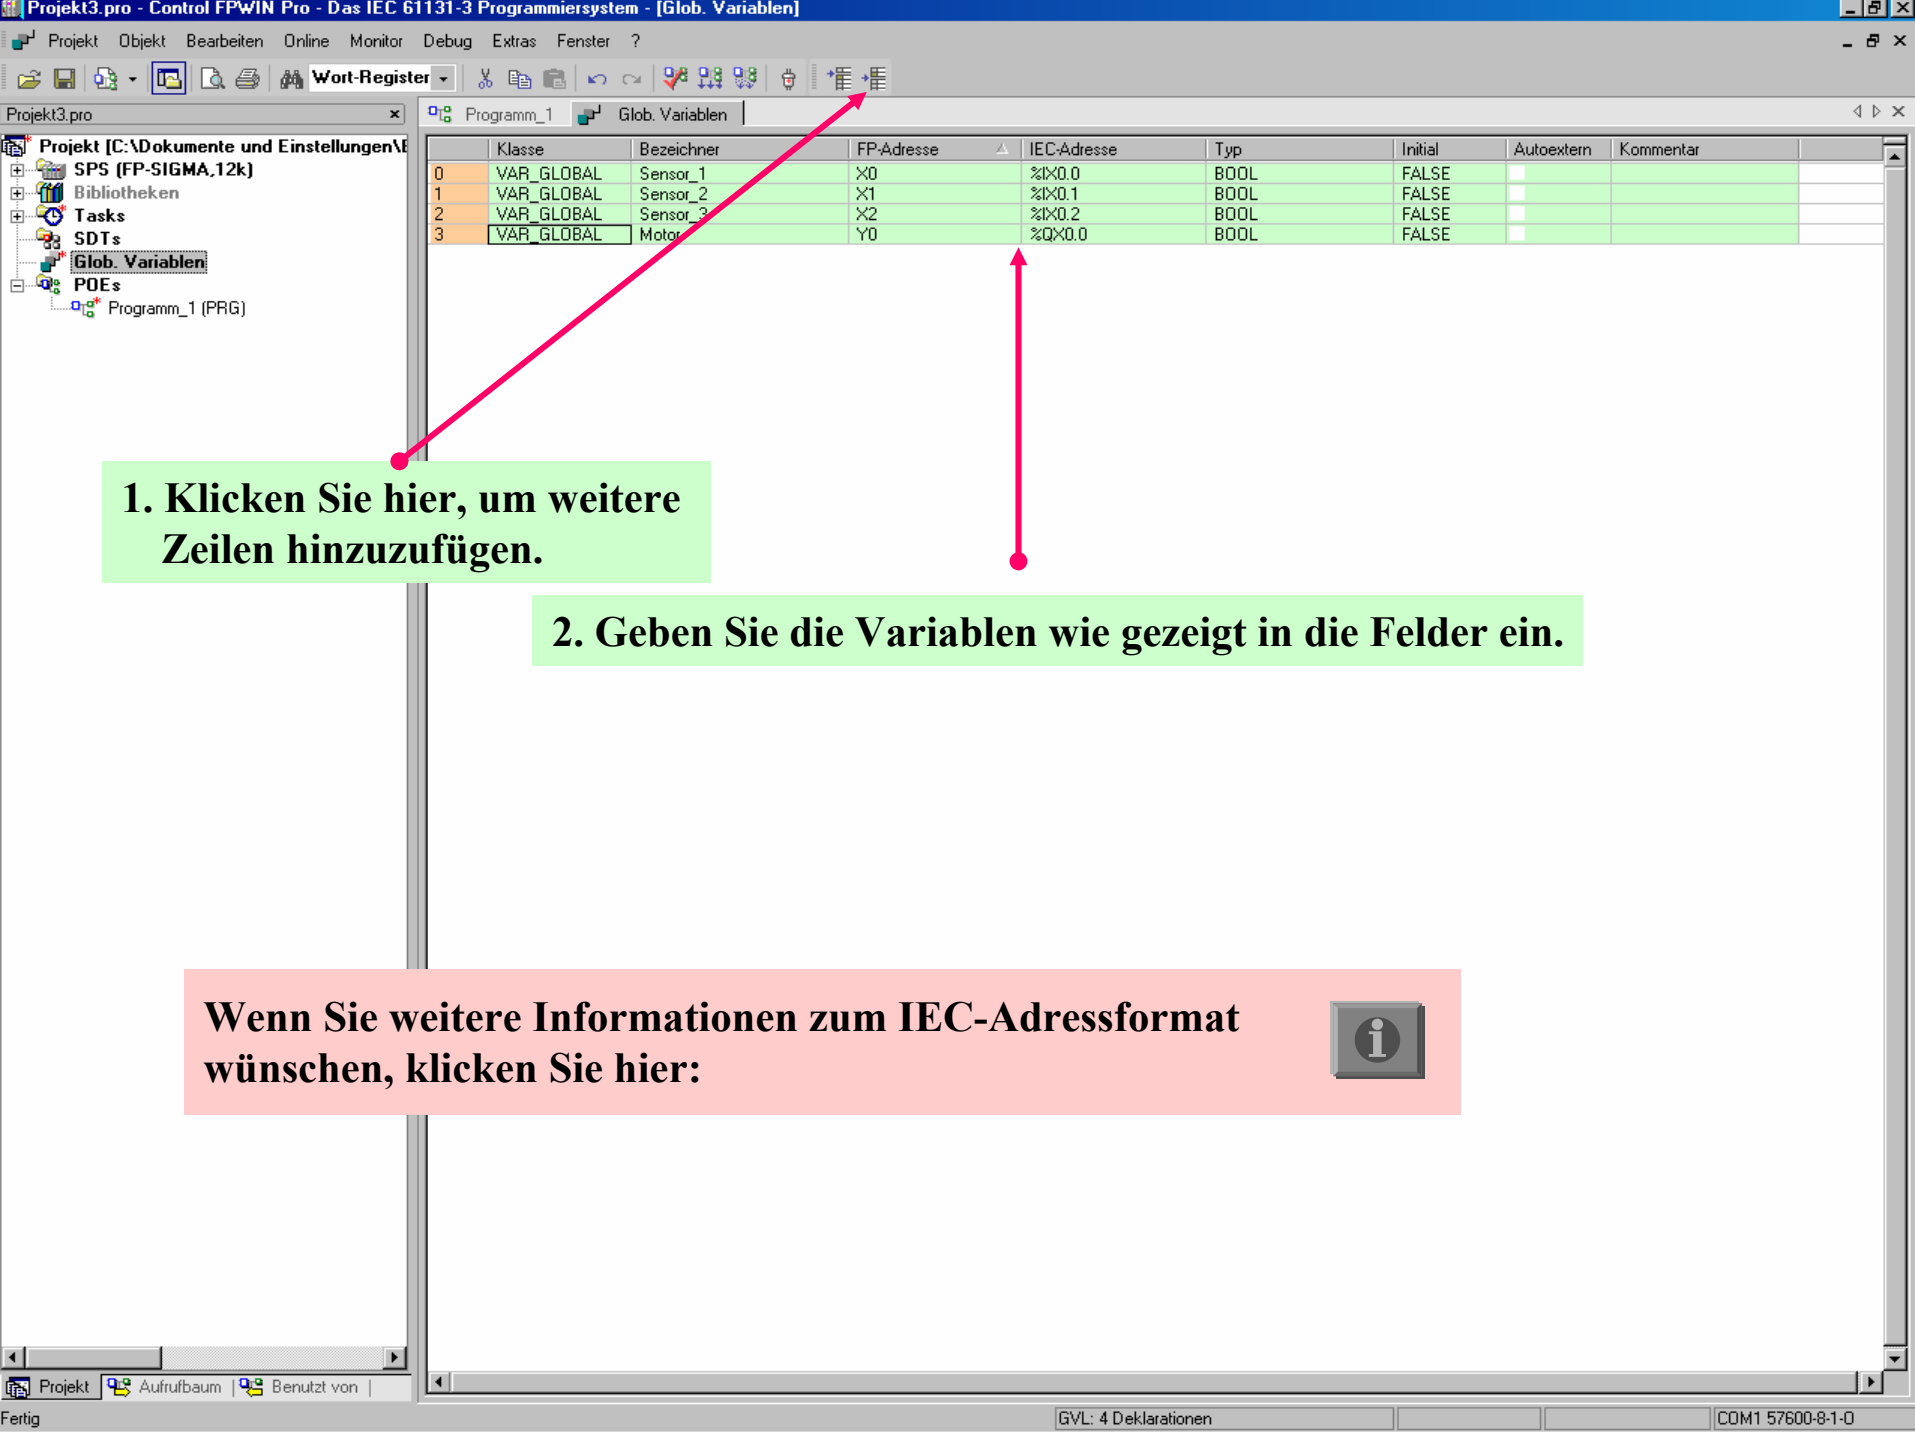 Projekt3.pro - Control FPWIN Pro - Das IEC 61131-3 Programmiersystem - [Glob. Variablen]
Projekt Objekt Bearbeiten Online Monitor Debug Extras Fenster ?
Wort-Register
Projekt3.pro
Programm_1 Glob. Variablen
Projekt [C:\Dokumente und Einstellungen\
SPS (FP-SIGMA,12k)
Bibliotheken
Tasks
SDTs
Glob. Variablen
POEs
Programm_1 (PRG)
Klasse Bezeichner FP-Adresse IEC-Adresse Typ Initial Autoextern Kommentar
0 VAR_GLOBAL Sensor_1 X0 %IX0.0 BOOL FALSE
1 VAR_GLOBAL Sensor_2 X1 %IX0.1 BOOL FALSE
2 VAR_GLOBAL Sensor_3 X2 %IX0.2 BOOL FALSE
3 VAR_GLOBAL Motor Y0 %QX0.0 BOOL FALSE
1. Klicken Sie hier, um weitere
Zeilen hinzuzufügen.
2. Geben Sie die Variablen wie gezeigt in die Felder ein.
Wenn Sie weitere Informationen zum IEC-Adressformat
wünschen, klicken Sie hier:
Projekt Aufrufbaum Benutzt von
Fertig
GVL: 4 Deklarationen
COM1 57600-8-1-O